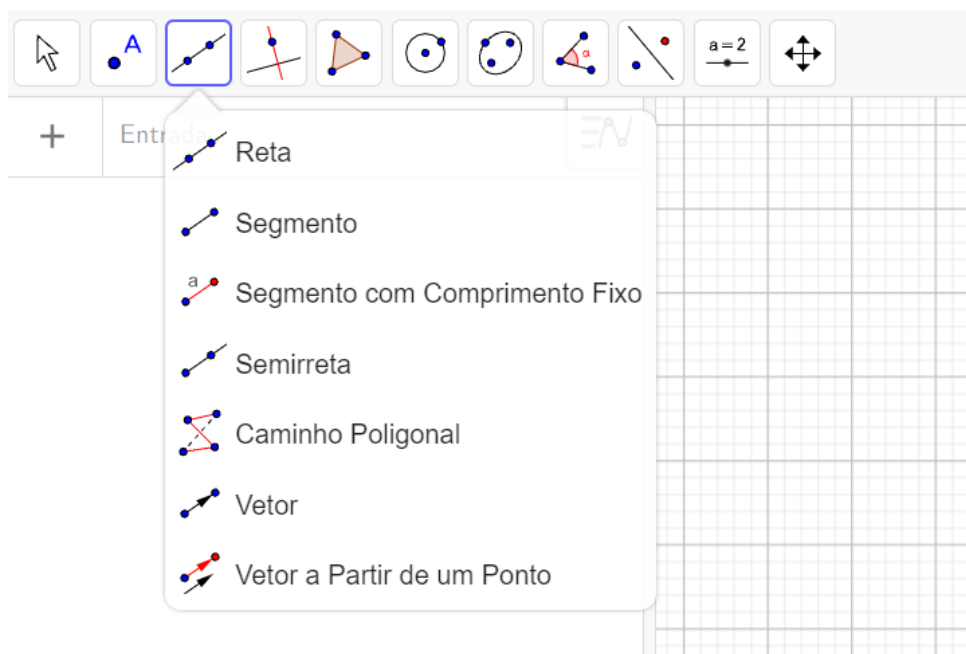 A
α
a=2
+
Entrada
Reta
Segmento
a
Segmento com Comprimento Fixo
Semirreta
Caminho Poligonal
Vetor
Vetor a Partir de um Ponto